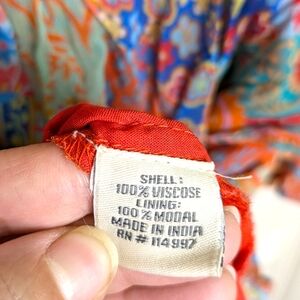 SHELL:
100% VISCOSE
LINING:
100% MODAL
MADE IN INDIA
RN # 114997